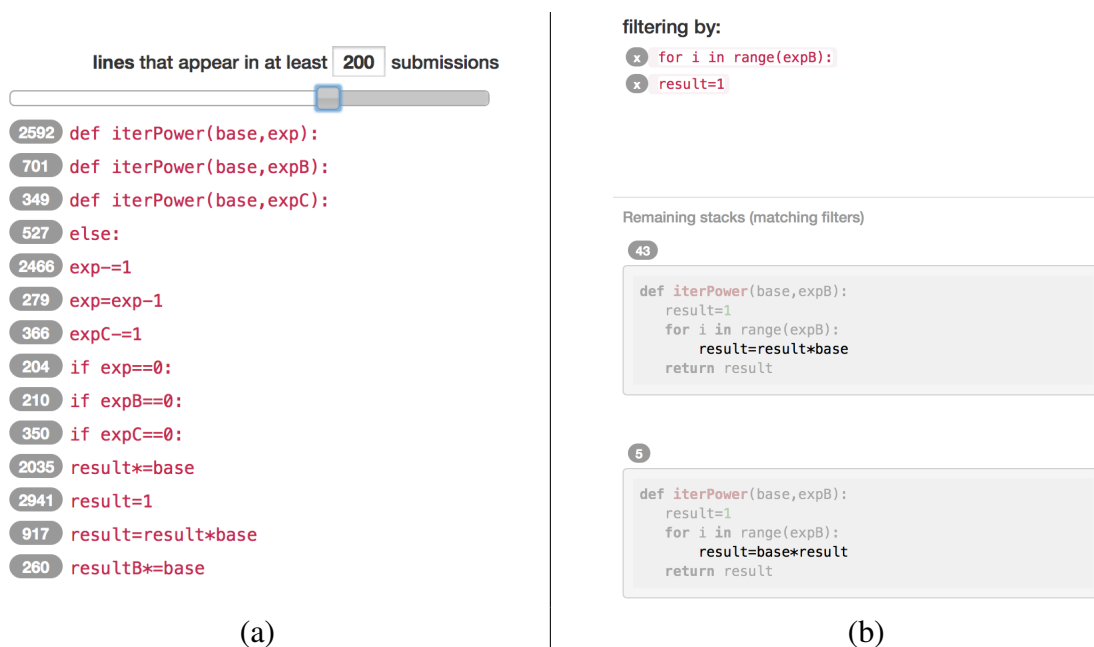 lines that appear in at least 200 submissions
2592 def iterPower(base,exp):
701 def iterPower(base,expB):
349 def iterPower(base,expC):
527 else:
2466 exp-=1
279 exp=exp-1
366 expC-=1
204 if exp==0:
210 if expB==0:
350 if expC==0:
2035 result*=base
2941 result=1
917 result=result*base
260 resultB*=base
(a)
filtering by:
x for i in range(expB):
x result=1
Remaining stacks (matching filters)
43
def iterPower(base,expB):
result=1
for i in range(expB):
result=result*base
return result
5
def iterPower(base,expB):
result=1
for i in range(expB):
result=base*result
return result
(b)